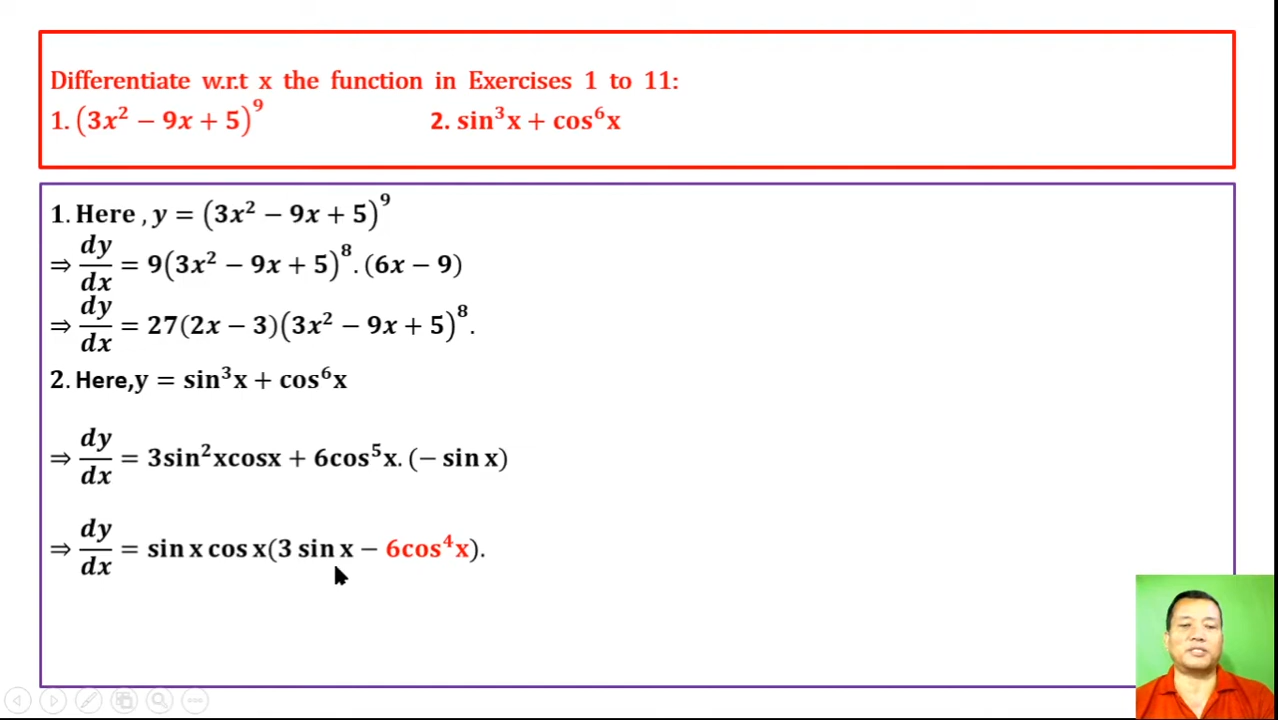 Differentiate w.r.t x the function in Exercises 1 to 11:
1. (3x² − 9x + 5)⁹ 2. sin³x + cos⁶x
1. Here , y = (3x² − 9x + 5)⁹
⇒ dy/dx = 9(3x² − 9x + 5)⁸. (6x − 9)
⇒ dy/dx = 27(2x − 3)(3x² − 9x + 5)⁸.
2. Here,y = sin³x + cos⁶x
⇒ dy/dx = 3sin²xcosx + 6cos⁵x. (− sin x)
⇒ dy/dx = sin x cos x(3 sin x − 6cos⁴x).